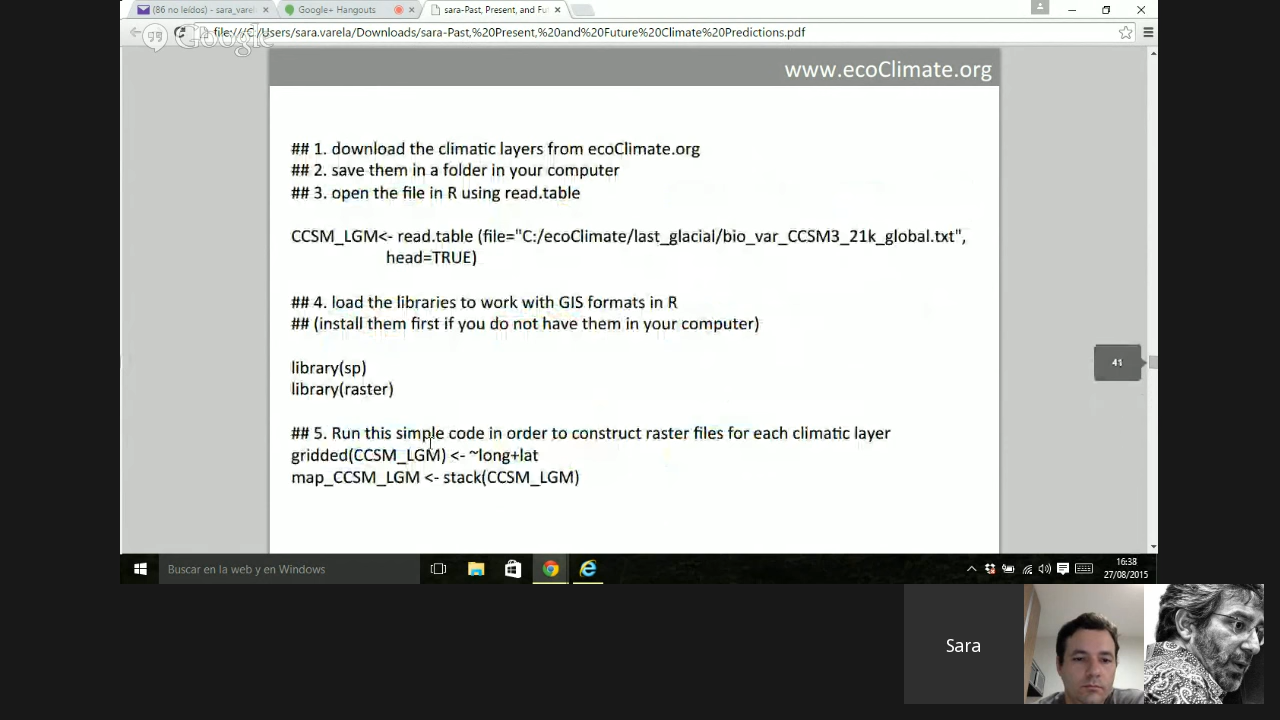 (86 no leídos) - sara_varel
Google+ Hangouts
sara-Past, Present, and Fu
file:///C:/Users/sara.varela/Downloads/sara-Past,%20Present,%20and%20Future%20Climate%20Predictions.pdf
Google
www.ecoClimate.org
## 1. download the climatic layers from ecoClimate.org
## 2. save them in a folder in your computer
## 3. open the file in R using read.table
CCSM_LGM<- read.table (file="C:/ecoClimate/last_glacial/bio_var_CCSM3_21k_global.txt",
head=TRUE)
## 4. load the libraries to work with GIS formats in R
## (install them first if you do not have them in your computer)
library(sp)
library(raster)
41
## 5. Run this simple code in order to construct raster files for each climatic layer
gridded(CCSM_LGM) <- ~long+lat
map_CCSM_LGM <- stack(CCSM_LGM)
Buscar en la web y en Windows
16:38
27/08/2015
Sara